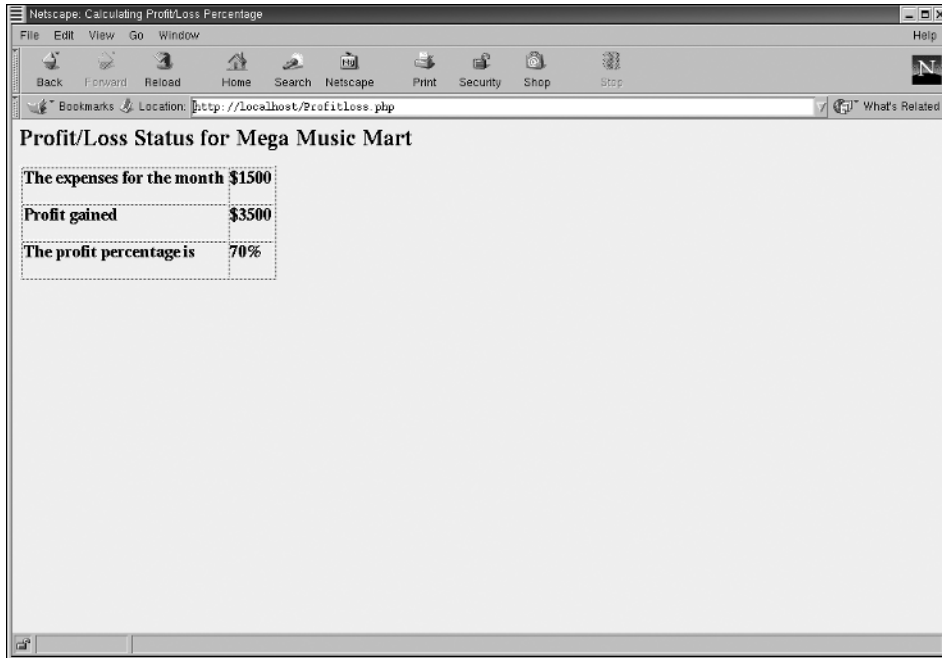 Netscape: Calculating Profit/Loss Percentage
File Edit View Go Window Help
Back Forward Reload Home Search Netscape Print Security Shop Stop
N
Bookmarks Location: http://localhost/Profitloss.php What's Related
Profit/Loss Status for Mega Music Mart
The expenses for the month $1500
Profit gained $3500
The profit percentage is 70%